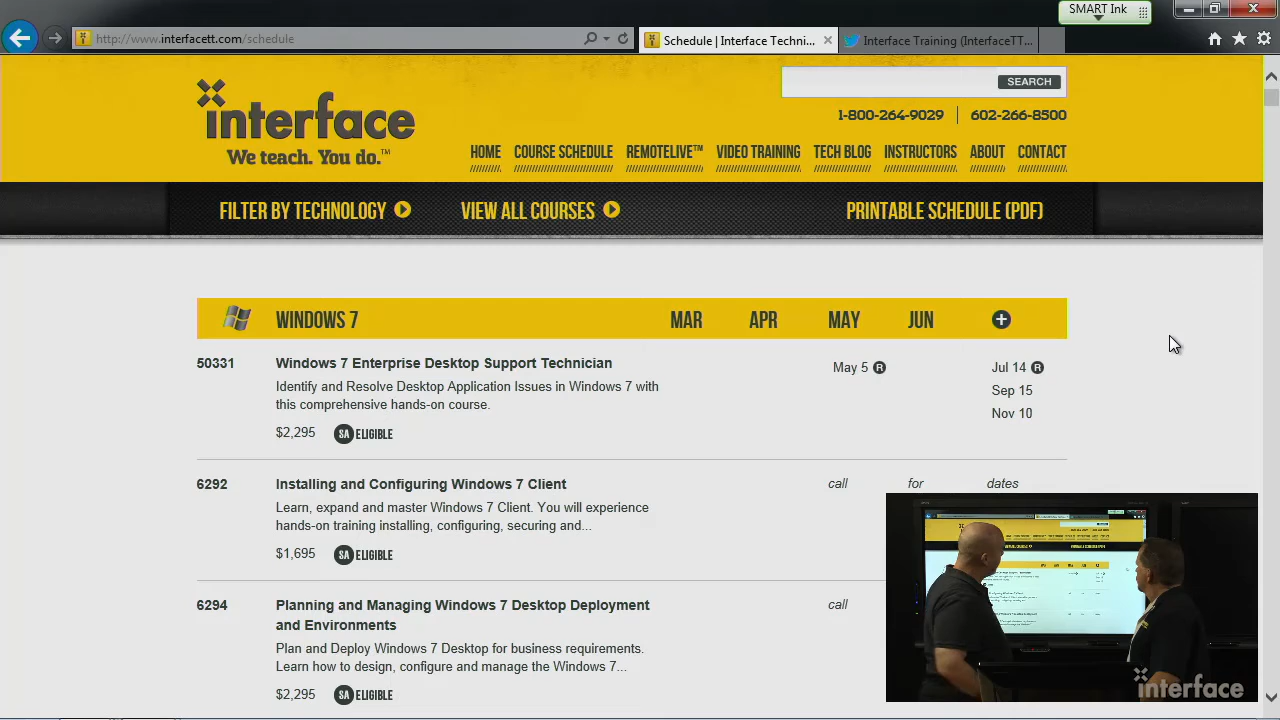 SMART Ink
http://www.interfacett.com/schedule
Schedule | Interface Techni...
Interface Training (InterfaceTT...
interface
We teach. You do.™
SEARCH
1-800-264-9029
602-266-8500
HOME
COURSE SCHEDULE
REMOTELIVE™
VIDEO TRAINING
TECH BLOG
INSTRUCTORS
ABOUT
CONTACT
FILTER BY TECHNOLOGY
VIEW ALL COURSES
PRINTABLE SCHEDULE (PDF)
WINDOWS 7 MAR APR MAY JUN
50331 Windows 7 Enterprise Desktop Support Technician
May 5 R Jul 14 R
Identify and Resolve Desktop Application Issues in Windows 7 with
Sep 15
this comprehensive hands-on course.
Nov 10
$2,295 SA ELIGIBLE
6292 Installing and Configuring Windows 7 Client call for dates
Learn, expand and master Windows 7 Client. You will experience
hands-on training installing, configuring, securing and...
$1,695 SA ELIGIBLE
6294 Planning and Managing Windows 7 Desktop Deployment call
and Environments
Plan and Deploy Windows 7 Desktop for business requirements.
Learn how to design, configure and manage the Windows 7...
$2,295 SA ELIGIBLE
interface